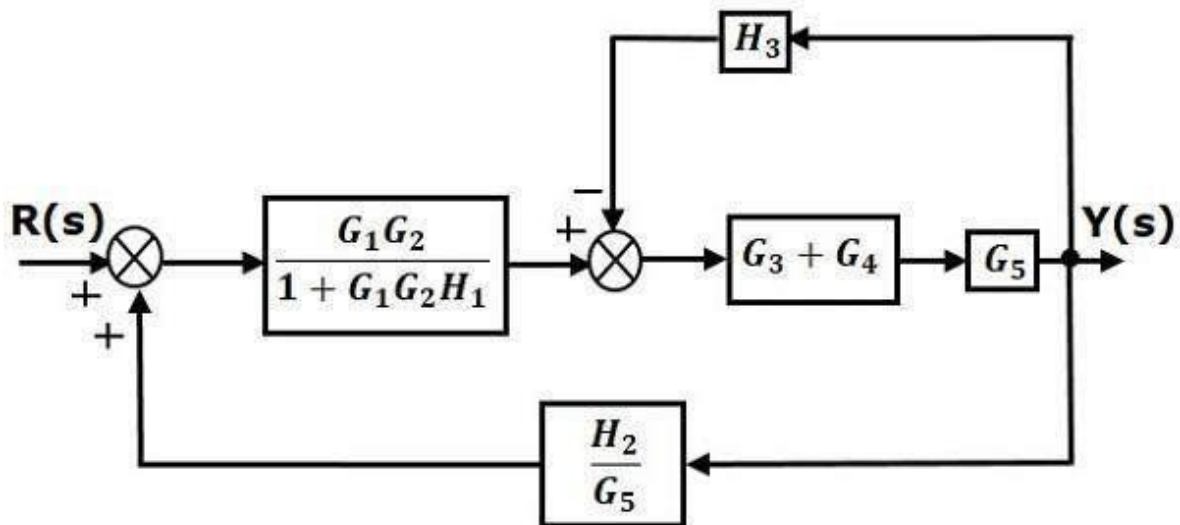 H₃
R(s)
+
+
G₁G₂
1 + G₁G₂H₁
+
−
G₃ + G₄
G₅
Y(s)
H₂
G₅